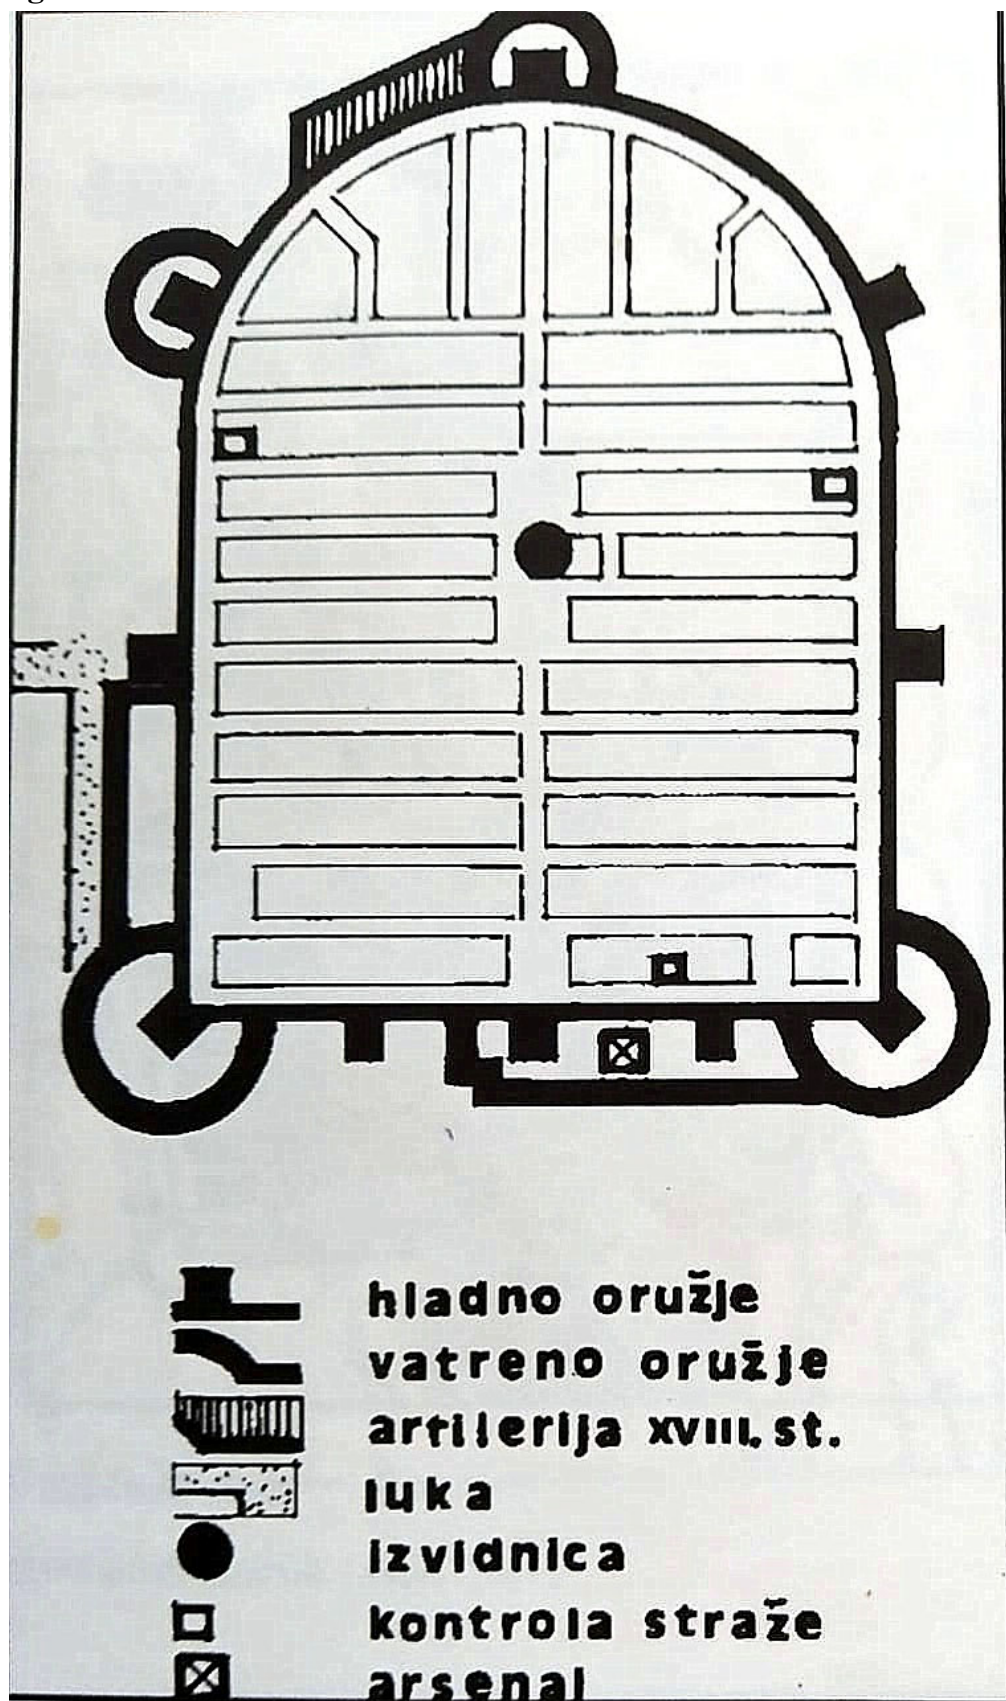 hladno oružje
vatreno oružje
artilerija XVIII. st.
luka
izvidnica
kontrola straže
arsenal